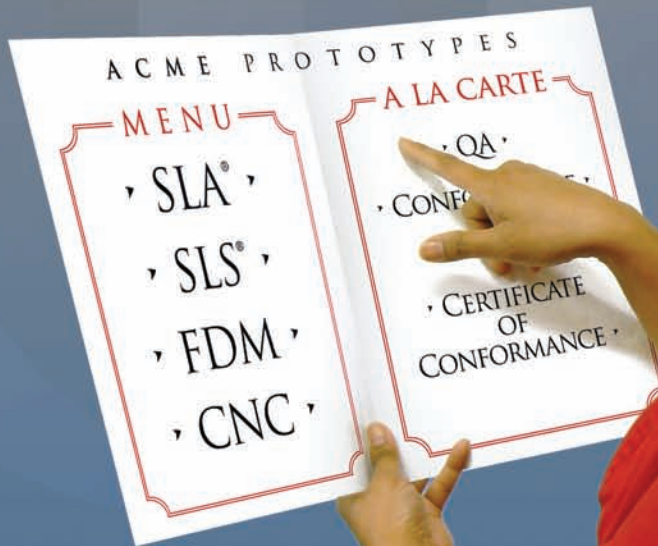 ACME PROTOTYPES
MENU
SLA®
SLS®
FDM
CNC
A LA CARTE
QA
CERTIFICATE
OF
CONFORMANCE